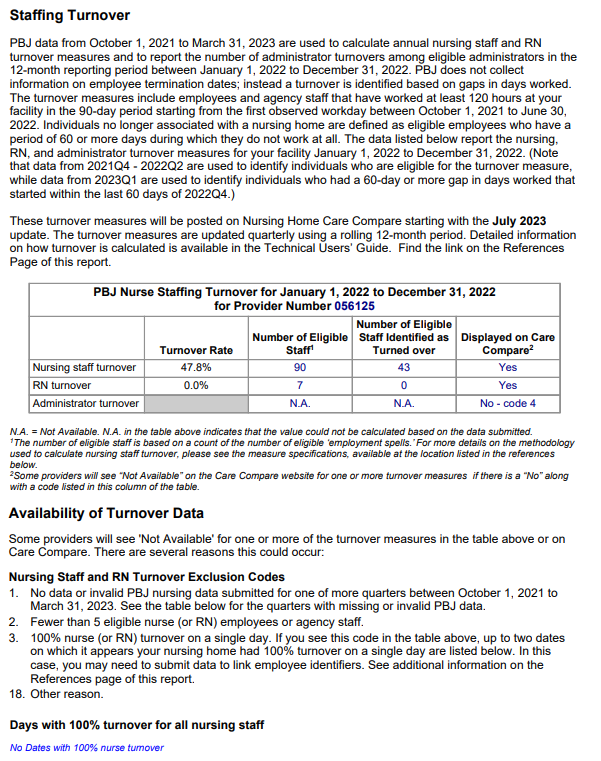 Staffing Turnover
PBJ data from October 1, 2021 to March 31, 2023 are used to calculate annual nursing staff and RN
turnover measures and to report the number of administrator turnovers among eligible administrators in the
12-month reporting period between January 1, 2022 to December 31, 2022. PBJ does not collect
information on employee termination dates; instead a turnover is identified based on gaps in days worked.
The turnover measures include employees and agency staff that have worked at least 120 hours at your
facility in the 90-day period starting from the first observed workday between October 1, 2021 to June 30,
2022. Individuals no longer associated with a nursing home are defined as eligible employees who have a
period of 60 or more days during which they do not work at all. The data listed below report the nursing,
RN, and administrator turnover measures for your facility January 1, 2022 to December 31, 2022. (Note
that data from 2021Q4 - 2022Q2 are used to identify individuals who are eligible for the turnover measure,
while data from 2023Q1 are used to identify individuals who had a 60-day or more gap in days worked that
started within the last 60 days of 2022Q4.)
These turnover measures will be posted on Nursing Home Care Compare starting with the July 2023
update. The turnover measures are updated quarterly using a rolling 12-month period. Detailed information
on how turnover is calculated is available in the Technical Users' Guide. Find the link on the References
Page of this report.
PBJ Nurse Staffing Turnover for January 1, 2022 to December 31, 2022
for Provider Number 056125
Turnover Rate Number of Eligible Staff¹ Number of Eligible Staff Identified as Turned over Displayed on Care Compare²
Nursing staff turnover 47.8% 90 43 Yes
RN turnover 0.0% 7 0 Yes
Administrator turnover N.A. N.A. No - code 4
N.A. = Not Available. N.A. in the table above indicates that the value could not be calculated based on the data submitted.
¹The number of eligible staff is based on a count of the number of eligible 'employment spells.' For more details on the methodology
used to calculate nursing staff turnover, please see the measure specifications, available at the location listed in the references
below.
²Some providers will see "Not Available" on the Care Compare website for one or more turnover measures if there is a "No" along
with a code listed in this column of the table.
Availability of Turnover Data
Some providers will see 'Not Available' for one or more of the turnover measures in the table above or on
Care Compare. There are several reasons this could occur:
Nursing Staff and RN Turnover Exclusion Codes
1. No data or invalid PBJ nursing data submitted for one of more quarters between October 1, 2021 to
March 31, 2023. See the table below for the quarters with missing or invalid PBJ data.
2. Fewer than 5 eligible nurse (or RN) employees or agency staff.
3. 100% nurse (or RN) turnover on a single day. If you see this code in the table above, up to two dates
on which it appears your nursing home had 100% turnover on a single day are listed below. In this
case, you may need to submit data to link employee identifiers. See additional information on the
References page of this report.
18. Other reason.
Days with 100% turnover for all nursing staff
No Dates with 100% nurse turnover